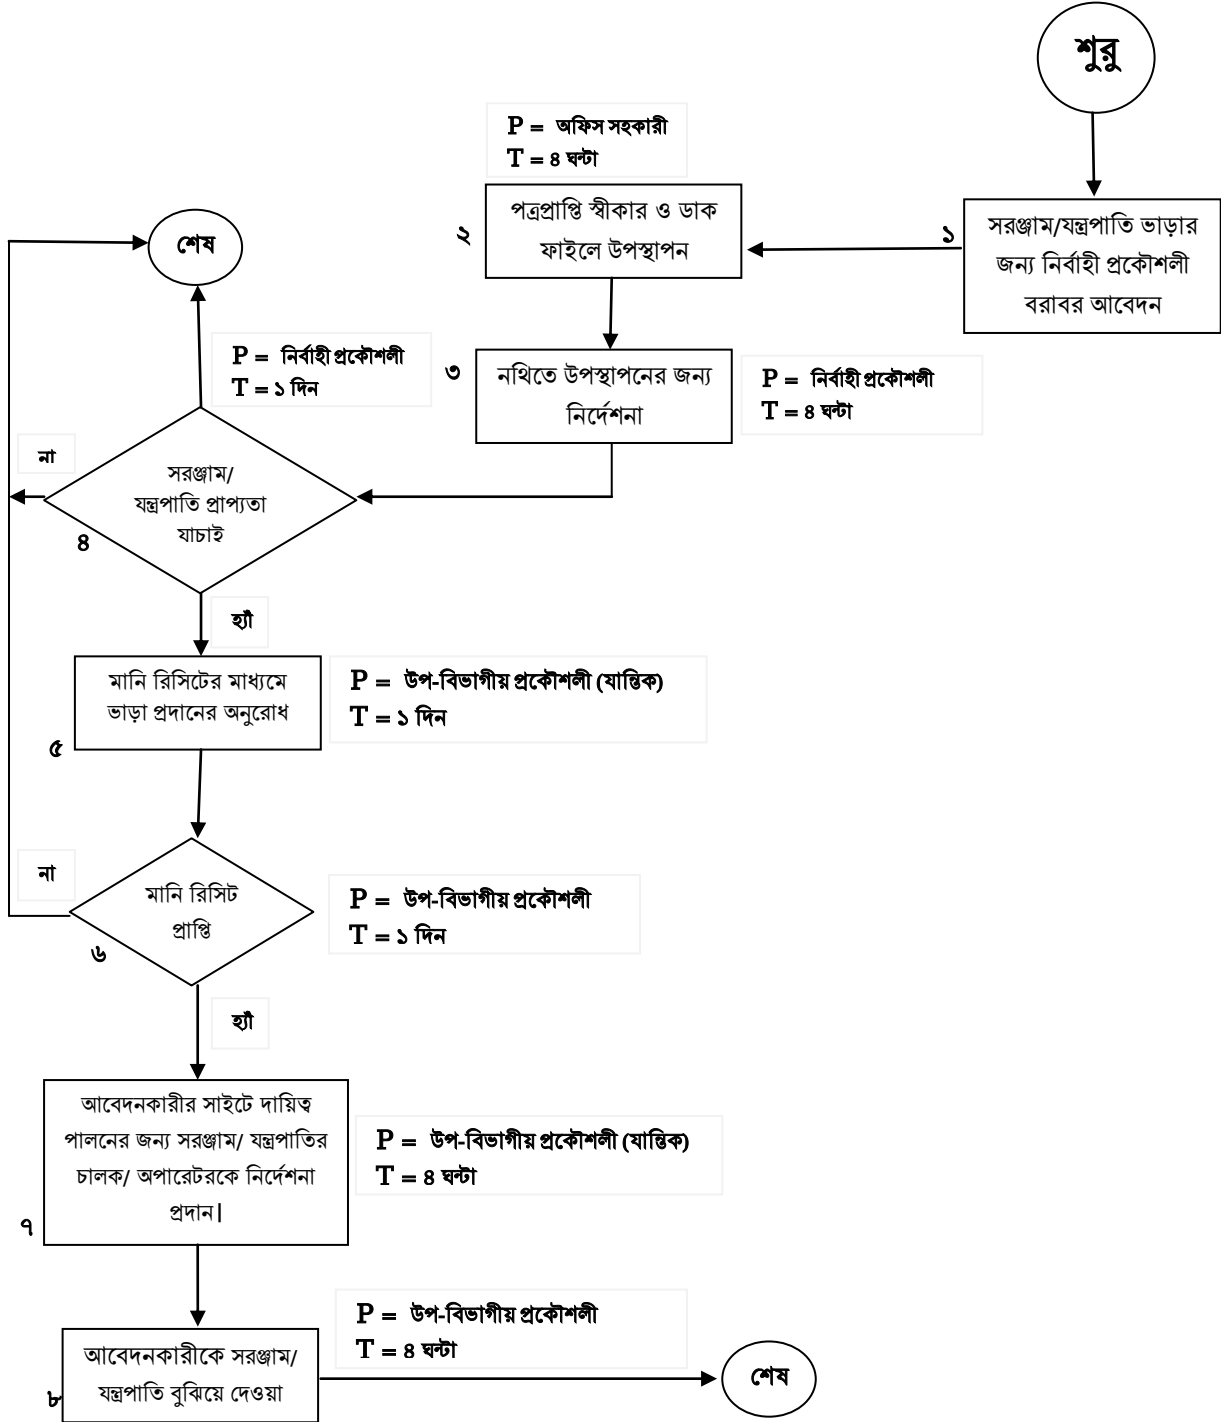 শুরু
১
সরঞ্জাম/যন্ত্রপাতি ভাড়ার
জন্য নির্বাহী প্রকৌশলী
বরাবর আবেদন
P = অফিস সহকারী
T = ৪ ঘন্টা
২
পত্রপ্রাপ্তি স্বীকার ও ডাক
ফাইলে উপস্থাপন
৩
নথিতে উপস্থাপনের জন্য
নির্দেশনা
P = নির্বাহী প্রকৌশলী
T = ৪ ঘন্টা
শেষ
P = নির্বাহী প্রকৌশলী
T = ১ দিন
না
সরঞ্জাম/
যন্ত্রপাতি প্রাপ্যতা
যাচাই
৪
হ্যাঁ
মানি রিসিটের মাধ্যমে
ভাড়া প্রদানের অনুরোধ
৫
P = উপ-বিভাগীয় প্রকৌশলী (যান্ত্রিক)
T = ১ দিন
না
মানি রিসিট
প্রাপ্তি
৬
P = উপ-বিভাগীয় প্রকৌশলী
T = ১ দিন
হ্যাঁ
আবেদনকারীর সাইটে দায়িত্ব
পালনের জন্য সরঞ্জাম/ যন্ত্রপাতির
চালক/ অপারেটরকে নির্দেশনা
প্রদান|
৭
P = উপ-বিভাগীয় প্রকৌশলী (যান্ত্রিক)
T = ৪ ঘন্টা
P = উপ-বিভাগীয় প্রকৌশলী
T = ৪ ঘন্টা
আবেদনকারীকে সরঞ্জাম/
যন্ত্রপাতি বুঝিয়ে দেওয়া
৮
শেষ